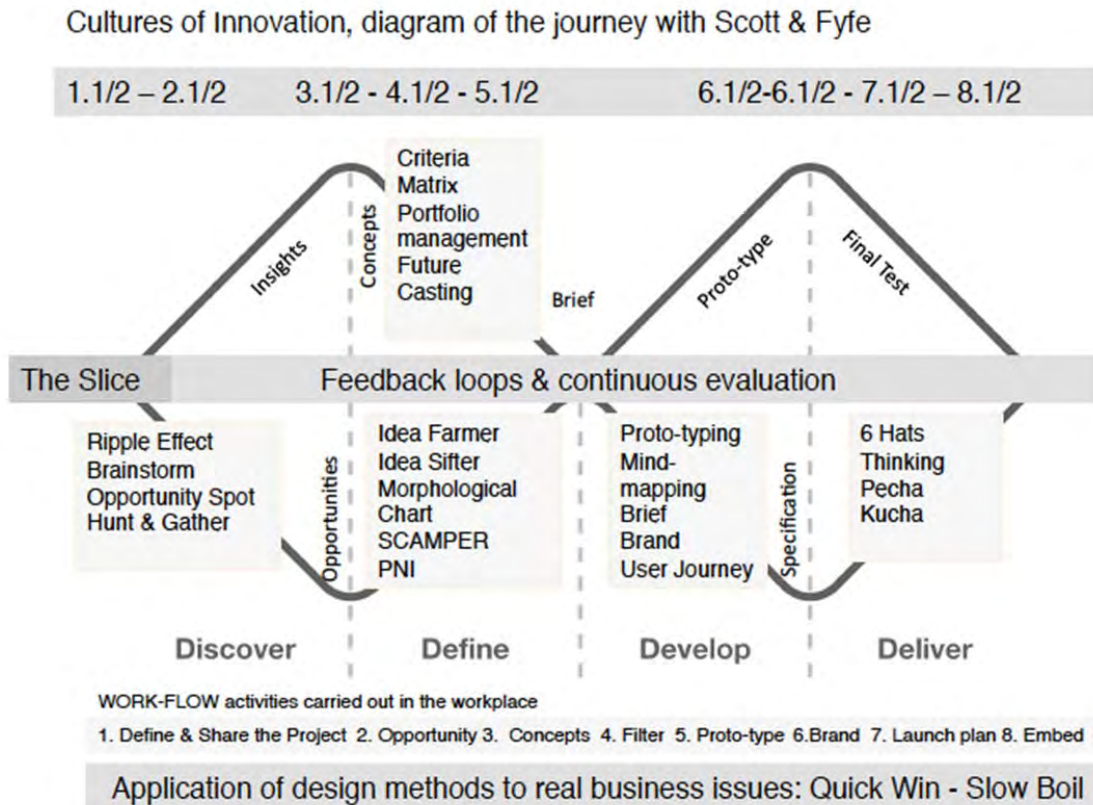 Cultures of Innovation, diagram of the journey with Scott & Fyfe
1.1/2 – 2.1/2
3.1/2 - 4.1/2 - 5.1/2
6.1/2-6.1/2 - 7.1/2 – 8.1/2
Insights
Concepts
Criteria
Matrix
Portfolio
management
Future
Casting
Brief
Proto-type
Final Test
The Slice
Feedback loops & continuous evaluation
Ripple Effect
Brainstorm
Opportunity Spot
Hunt & Gather
Opportunities
Idea Farmer
Idea Sifter
Morphological
Chart
SCAMPER
PNI
Proto-typing
Mind-
mapping
Brief
Brand
User Journey
Specification
6 Hats
Thinking
Pecha
Kucha
Discover
Define
Develop
Deliver
WORK-FLOW activities carried out in the workplace
1. Define & Share the Project 2. Opportunity 3. Concepts 4. Filter 5. Proto-type 6.Brand 7. Launch plan 8. Embed
Application of design methods to real business issues: Quick Win - Slow Boil